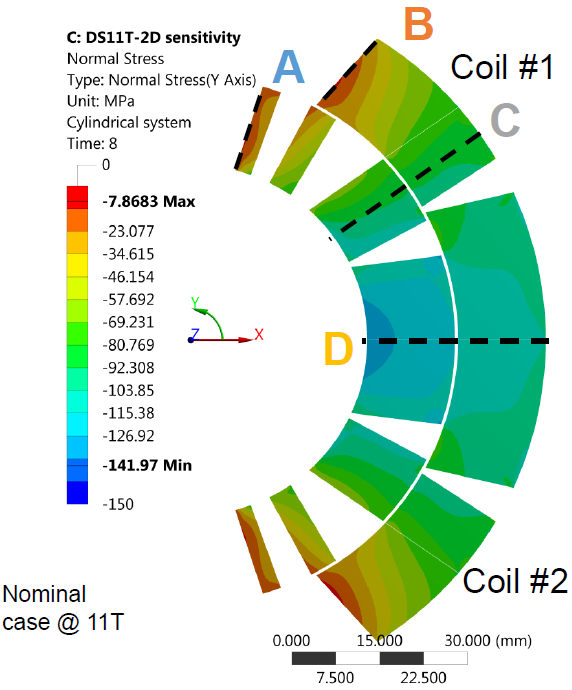 C: DS11T-2D sensitivity
Normal Stress
Type: Normal Stress(Y Axis)
Unit: MPa
Cylindrical system
Time: 8
0
-7.8683 Max
-23.077
-34.615
-46.154
-57.692
-69.231
-80.769
-92.308
-103.85
-115.38
-126.92
-141.97 Min
-150
A
B
Coil #1
C
Y
Z
X
D
Coil #2
Nominal
case @ 11T
0.000 15.000 30.000 (mm)
7.500 22.500